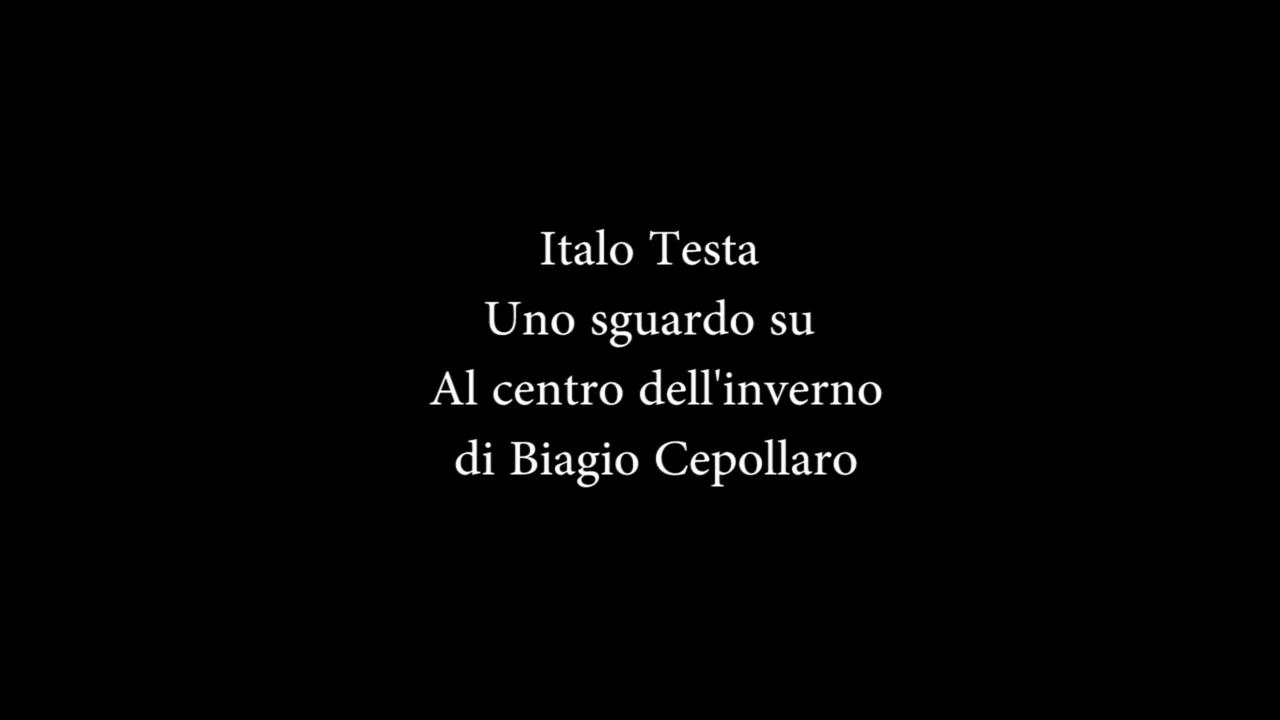 Italo Testa
Uno sguardo su
Al centro dell'inverno
di Biagio Cepollaro